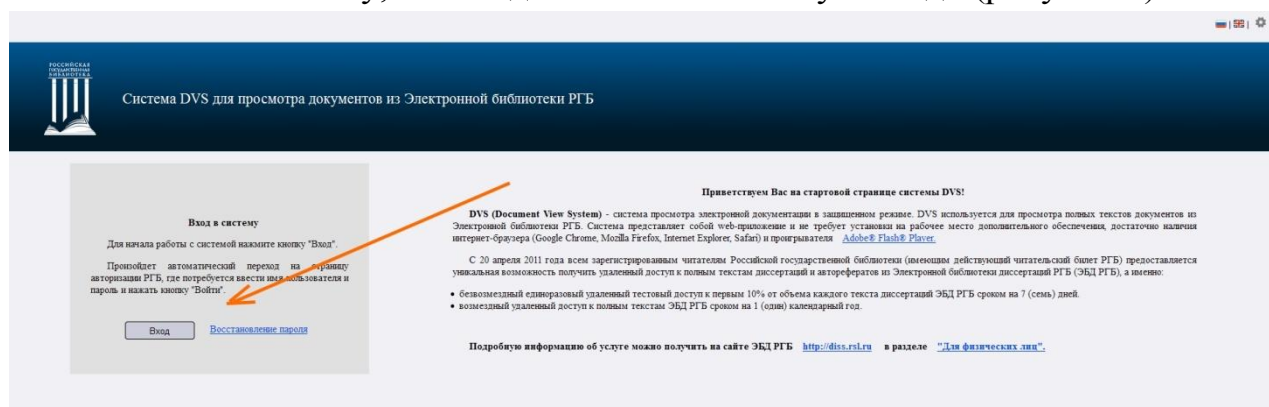 РОССИЙСКАЯ
ГОСУДАРСТВЕННАЯ
БИБЛИОТЕКА
Система DVS для просмотра документов из Электронной библиотеки РГБ
Вход в систему
Для начала работы с системой нажмите кнопку "Вход".
Произойдет автоматический переход на страницу
авторизации РГБ, где потребуется ввести имя пользователя и
пароль и нажать кнопку "Войти".
Вход Восстановление пароля
Приветствуем Вас на стартовой странице системы DVS!
DVS (Document View System) - система просмотра электронной документации в защищенном режиме. DVS используется для просмотра полных текстов документов из
Электронной библиотеки РГБ. Система представляет собой web-приложение и не требует установки на рабочее место дополнительного обеспечения, достаточно наличия
интернет-браузера (Google Chrome, Mozilla Firefox, Internet Explorer, Safari) и проигрывателя Adobe® Flash® Player.
С 20 апреля 2011 года всем зарегистрированным читателям Российской государственной библиотеки (имеющим действующий читательский билет РГБ) предоставляется
уникальная возможность получить удаленный доступ к полным текстам диссертаций и авторефератов из Электронной библиотеки диссертаций РГБ (ЭБД РГБ), а именно:
• безвозмездный единоразовый удаленный тестовый доступ к первым 10% от объема каждого текста диссертаций ЭБД РГБ сроком на 7 (семь) дней.
• возмездный удаленный доступ к полным текстам ЭБД РГБ сроком на 1 (один) календарный год.
Подробную информацию об услуге можно получить на сайте ЭБД РГБ http://diss.rsl.ru в разделе "Для физических лиц".